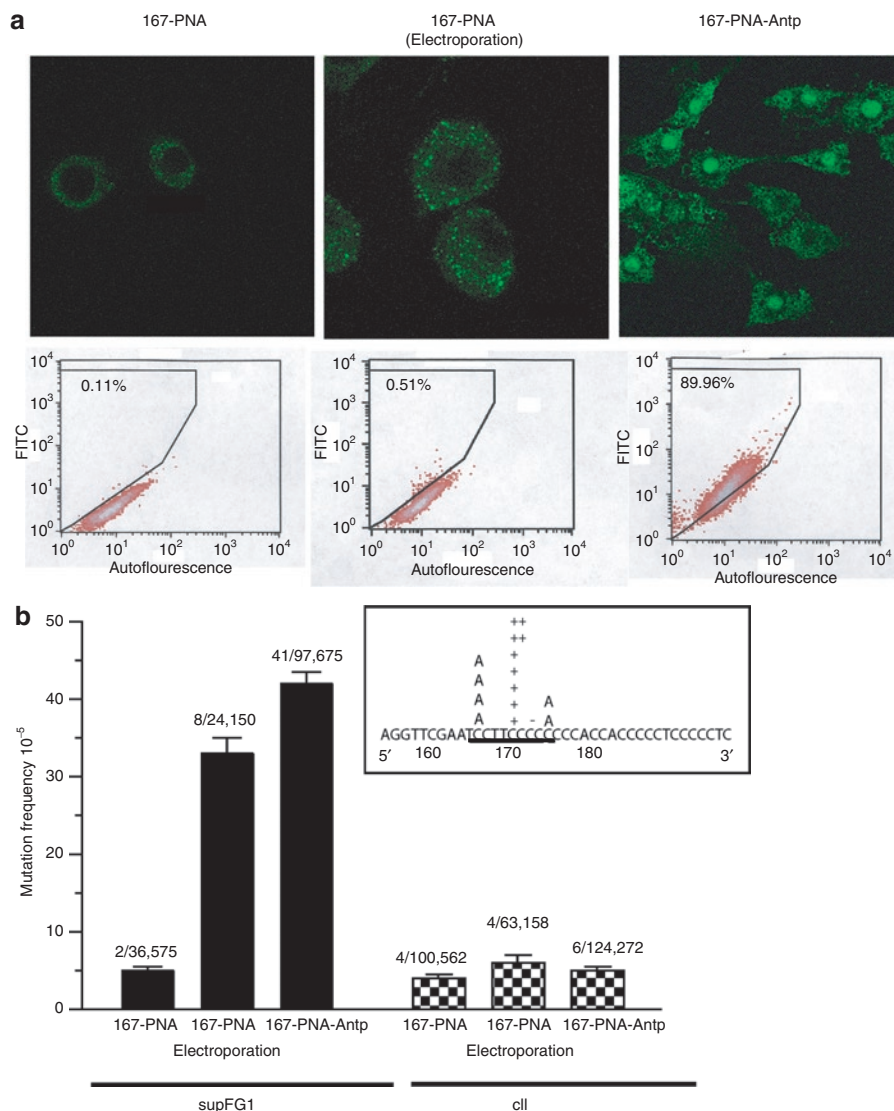 a
167-PNA
167-PNA
(Electroporation)
167-PNA-Antp
10⁴
10³
10²
10¹
10⁰
FITC
0.11%
10⁰ 10¹ 10² 10³ 10⁴
Autoflourescence
10⁴
10³
10²
10¹
10⁰
FITC
0.51%
10⁰ 10¹ 10² 10³ 10⁴
Autoflourescence
10⁴
10³
10²
10¹
10⁰
FITC
89.96%
10⁰ 10¹ 10² 10³ 10⁴
Autoflourescence
b
50
40
30
20
10
0
Mutation frequency 10⁻⁵
2/36,575
8/24,150
41/97,675
4/100,562
4/63,158
6/124,272
++
++
A +
A +
A + A
A + - A
AGGTTCGAATCCTTCCCCCCCCACCACCCCCTCCCCCTC
5′ 160 170 180 3′
167-PNA 167-PNA 167-PNA-Antp
Electroporation
167-PNA 167-PNA 167-PNA-Antp
Electroporation
supFG1
cII